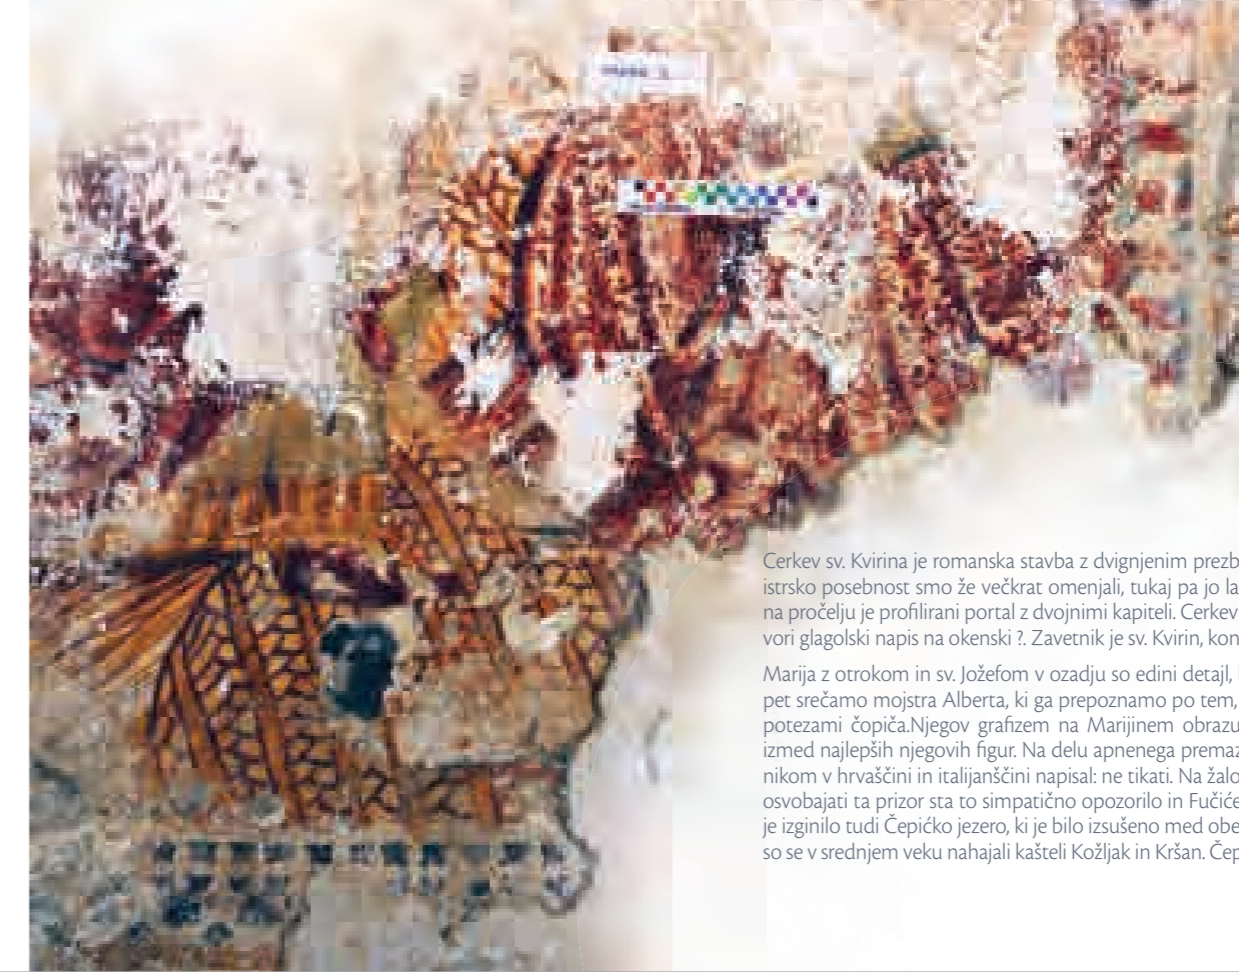 Cerkev sv. Kvirina je romanska stavba z dvignjenim prezb
istrsko posebnost smo že večkrat omenjali, tukaj pa jo la
na pročelju je profilirani portal z dvojnimi kapiteli. Cerkev
vori glagolski napis na okenski ?. Zavetnik je sv. Kvirin, kon
Marija z otrokom in sv. Jožefom v ozadju so edini detajl,
pet srečamo mojstra Alberta, ki ga prepoznamo po tem,
potezami čopiča.Njegov grafizem na Marijinem obrazu
izmed najlepših njegovih figur. Na delu apnenega premaz
nikom v hrvaščini in italijanščini napisal: ne tikati. Na žalo
osvobajati ta prizor sta to simpatično opozorilo in Fučiće
je izginilo tudi Čepićko jezero, ki je bilo izsušeno med obe
so se v srednjem veku nahajali kašteli Kožljak in Kršan. Čep